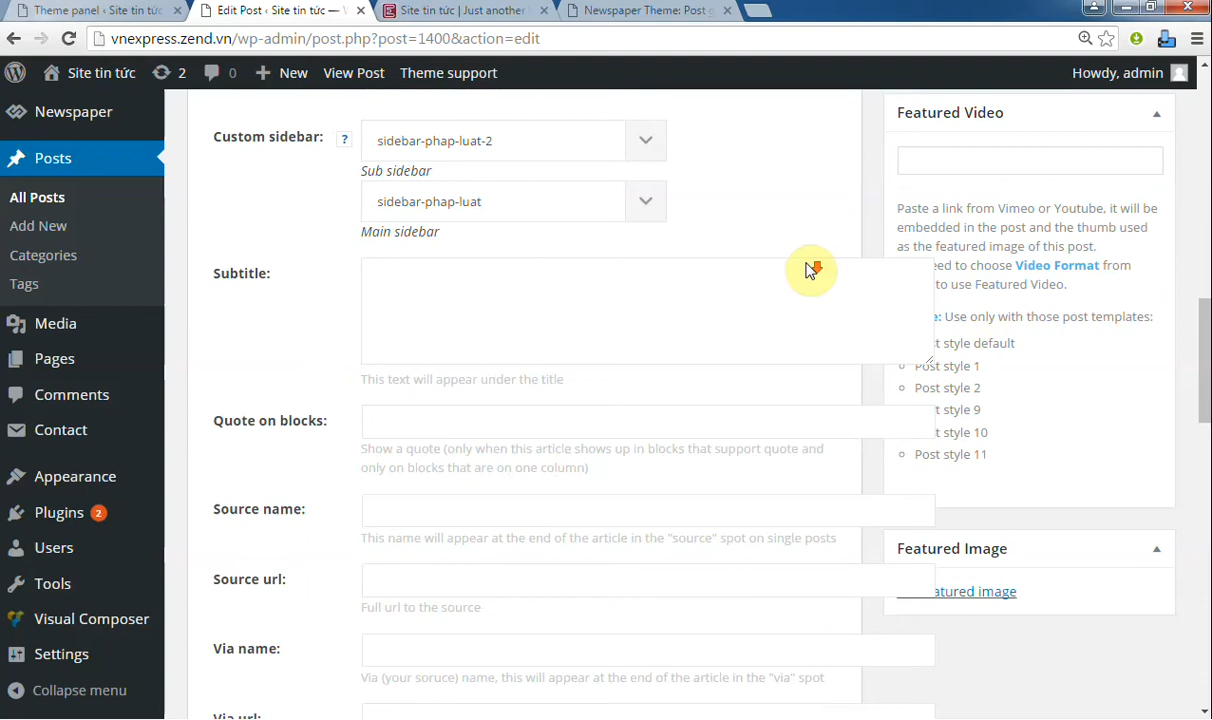 Theme panel ‹ Site tin tức
Edit Post ‹ Site tin tức —
Site tin tức | Just another
Newspaper Theme: Post
vnexpress.zend.vn/wp-admin/post.php?post=1400&action=edit
Site tin tức
2
0
New
View Post
Theme support
Howdy, admin
Newspaper
Posts
All Posts
Add New
Categories
Tags
Media
Pages
Comments
Contact
Appearance
Plugins 2
Users
Tools
Visual Composer
Settings
Collapse menu
Custom sidebar: ?
sidebar-phap-luat-2
Sub sidebar
sidebar-phap-luat
Main sidebar
Subtitle:
This text will appear under the title
Quote on blocks:
Show a quote (only when this article shows up in blocks that support quote and
only on blocks that are on one column)
Source name:
This name will appear at the end of the article in the "source" spot on single posts
Source url:
Full url to the source
Via name:
Via (your soruce) name, this will appear at the end of the article in the "via" spot
Via url:
Featured Video
Paste a link from Vimeo or Youtube, it will be
embedded in the post and the thumb used
as the featured image of this post.
eed to choose Video Format from
to use Featured Video.
e: Use only with those post templates:
st style default
Post style 1
Post style 2
st style 9
st style 10
Post style 11
Featured Image
atured image